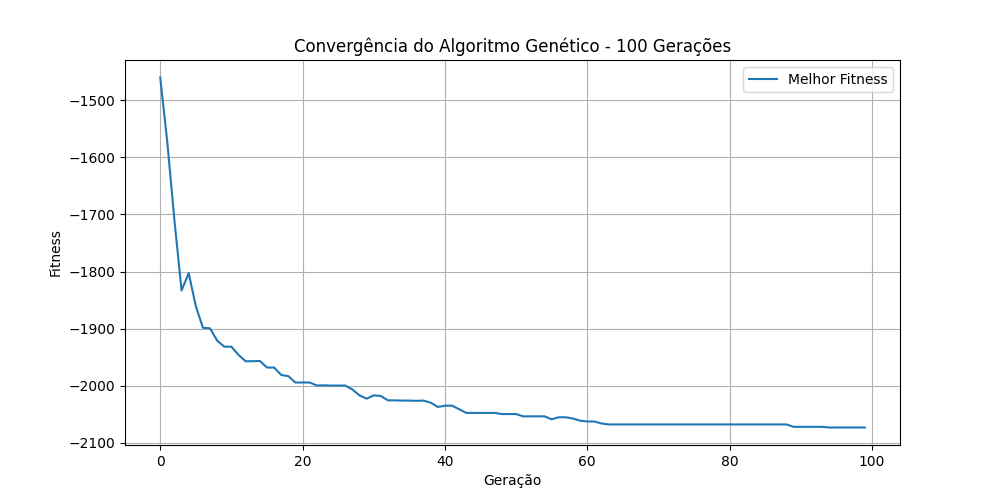 Convergência do Algoritmo Genético - 100 Gerações
Melhor Fitness
Fitness
−1500
−1600
−1700
−1800
−1900
−2000
−2100
0 20 40 60 80 100
Geração